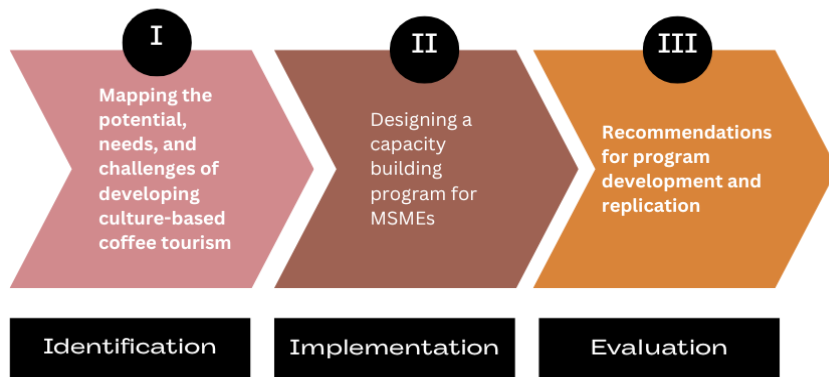 I
Mapping the
potential,
needs, and
challenges of
developing
culture-based
coffee tourism
II
Designing a
capacity
building
program for
MSMEs
III
Recommendations
for program
development and
replication
Identification
Implementation
Evaluation